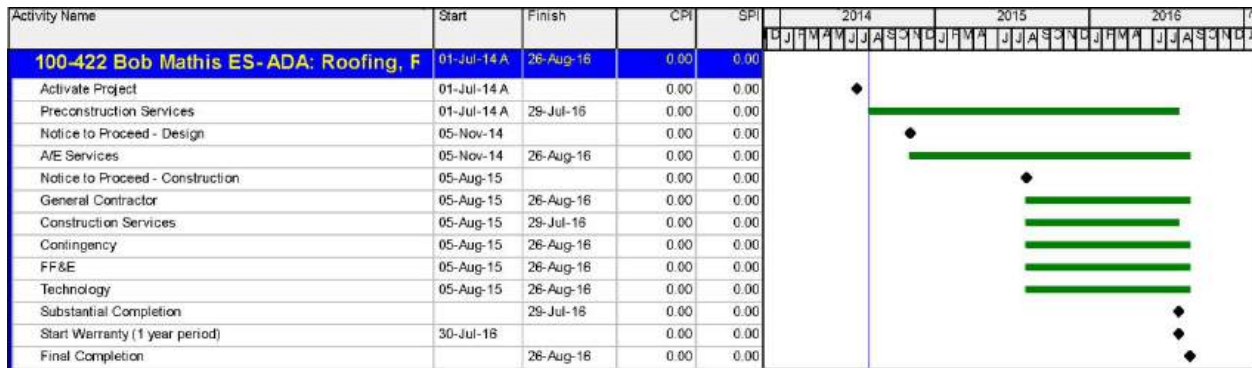 Activity Name Start Finish CPI SPI 2014 2015 2016
D J F M A M J J A S O N D J F M A J J A S O N D J F M A J J A S O N D
100-422 Bob Mathis ES-ADA: Roofing, F 01-Jul-14 A 26-Aug-16 0.00 0.00
Activate Project 01-Jul-14 A 0.00 0.00
Preconstruction Services 01-Jul-14 A 29-Jul-16 0.00 0.00
Notice to Proceed - Design 05-Nov-14 0.00 0.00
A/E Services 05-Nov-14 26-Aug-16 0.00 0.00
Notice to Proceed - Construction 05-Aug-15 0.00 0.00
General Contractor 05-Aug-15 26-Aug-16 0.00 0.00
Construction Services 05-Aug-15 29-Jul-16 0.00 0.00
Contingency 05-Aug-15 26-Aug-16 0.00 0.00
FF&E 05-Aug-15 26-Aug-16 0.00 0.00
Technology 05-Aug-15 26-Aug-16 0.00 0.00
Substantial Completion 29-Jul-16 0.00 0.00
Start Warranty (1 year period) 30-Jul-16 0.00 0.00
Final Completion 26-Aug-16 0.00 0.00